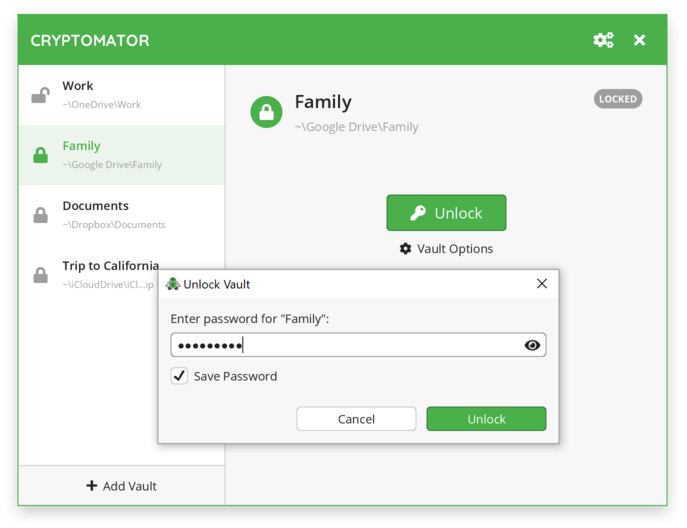 CRYPTOMATOR
Work
~\OneDrive\Work
Family
~\Google Drive\Family
Documents
~\Dropbox\Documents
Trip to California
~\iCloudDrive\iCl...ip
Add Vault
Family
~\Google Drive\Family
LOCKED
Unlock
Vault Options
Unlock Vault
Enter password for "Family":
●●●●●●●●●
Save Password
Cancel
Unlock